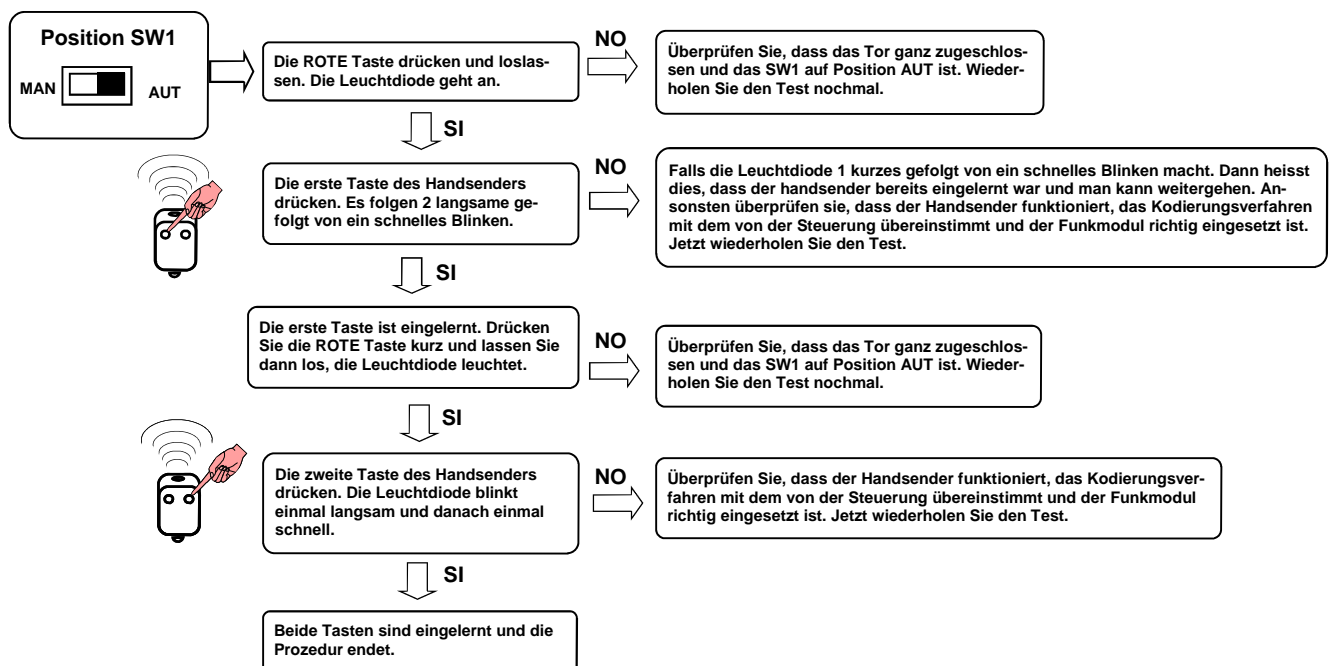 Position SW1
MAN
AUT
Die ROTE Taste drücken und loslas-
sen. Die Leuchtdiode geht an.
NO
Überprüfen Sie, dass das Tor ganz zugeschlos-
sen und das SW1 auf Position AUT ist. Wieder-
holen Sie den Test nochmal.
SI
Die erste Taste des Handsenders
drücken. Es folgen 2 langsame ge-
folgt von ein schnelles Blinken.
NO
Falls die Leuchtdiode 1 kurzes gefolgt von ein schnelles Blinken macht. Dann heisst
dies, dass der handsender bereits eingelernt war und man kann weitergehen. An-
sonsten überprüfen sie, dass der Handsender funktioniert, das Kodierungsverfahren
mit dem von der Steuerung übereinstimmt und der Funkmodul richtig eingesetzt ist.
Jetzt wiederholen Sie den Test.
SI
Die erste Taste ist eingelernt. Drücken
Sie die ROTE Taste kurz und lassen Sie
dann los, die Leuchtdiode leuchtet.
NO
Überprüfen Sie, dass das Tor ganz zugeschlos-
sen und das SW1 auf Position AUT ist. Wieder-
holen Sie den Test nochmal.
SI
Die zweite Taste des Handsenders
drücken. Die Leuchtdiode blinkt
einmal langsam und danach einmal
schnell.
NO
Überprüfen Sie, dass der Handsender funktioniert, das Kodierungsver-
fahren mit dem von der Steuerung übereinstimmt und der Funkmodul
richtig eingesetzt ist. Jetzt wiederholen Sie den Test.
SI
Beide Tasten sind eingelernt und die
Prozedur endet.